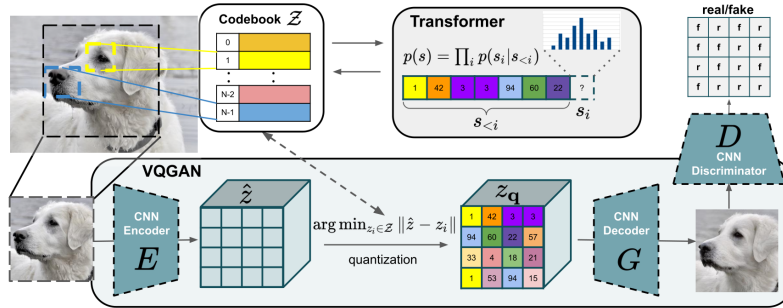 Codebook 𝒵
0
1
N-2
N-1
Transformer
p(s) = ∏ᵢ p(sᵢ|s<ᵢ)
1 42 3 3 94 60 22 ?
s<ᵢ
sᵢ
real/fake
f r f r
f r r f
r f f f
r r r f
D
CNN
Discriminator
VQGAN
CNN
Encoder
E
ẑ
arg min_{zᵢ∈𝒵} ‖ẑ − zᵢ‖
quantization
z_q
1 42 3 3
94 60 22 57
33 4 18 21
1 53 94 15
CNN
Decoder
G